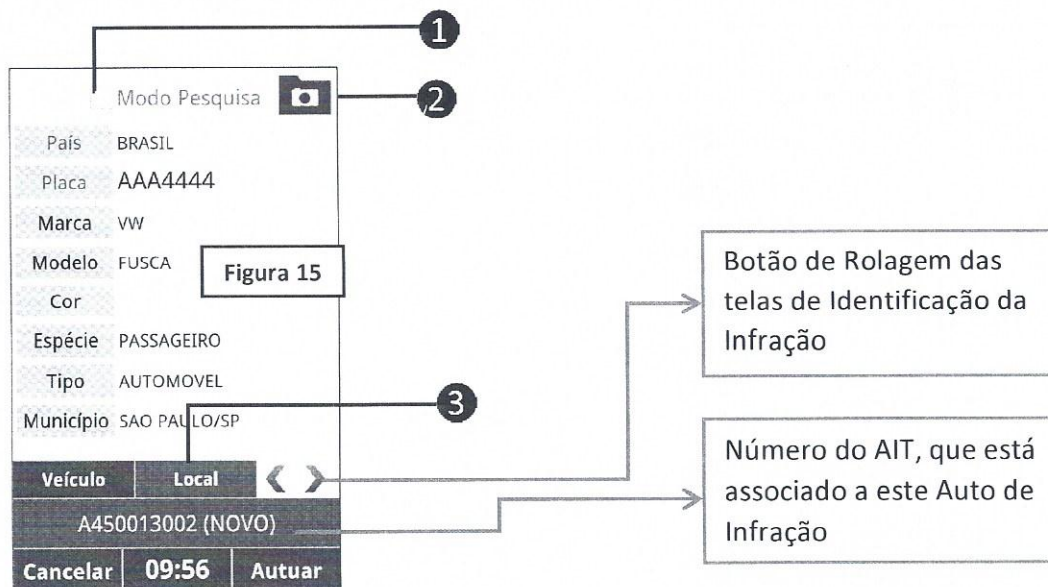 1
Modo Pesquisa
2
País BRASIL
Placa AAA4444
Marca VW
Modelo FUSCA
Figura 15
Cor
Espécie PASSAGEIRO
Tipo AUTOMOVEL
Município SAO PAULO/SP
3
Veículo Local
A450013002 (NOVO)
Cancelar 09:56 Autuar
Botão de Rolagem das
telas de Identificação da
Infração
Número do AIT, que está
associado a este Auto de
Infração